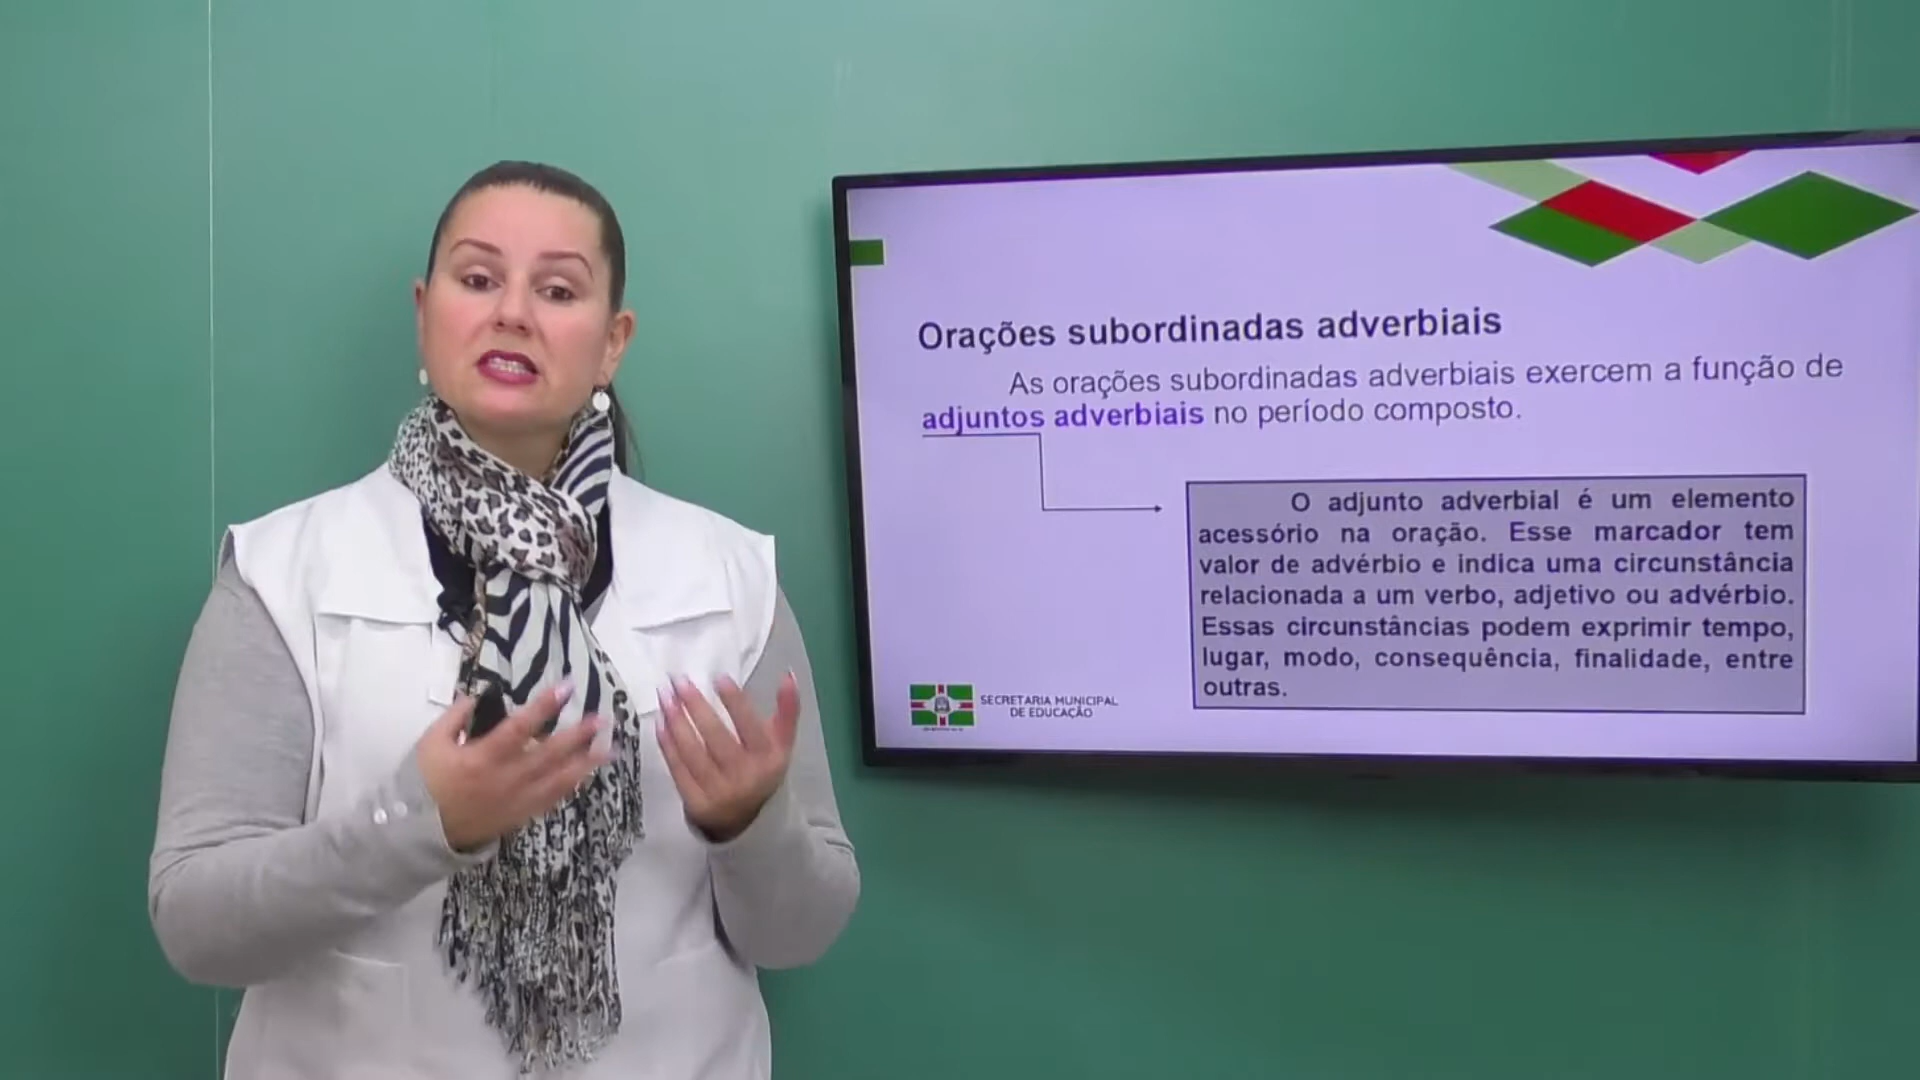 Orações subordinadas adverbiais
As orações subordinadas adverbiais exercem a função de
adjuntos adverbiais no período composto.
O adjunto adverbial é um elemento
acessório na oração. Esse marcador tem
valor de advérbio e indica uma circunstância
relacionada a um verbo, adjetivo ou advérbio.
Essas circunstâncias podem exprimir tempo,
lugar, modo, consequência, finalidade, entre
outras.
SECRETARIA MUNICIPAL
DE EDUCAÇÃO